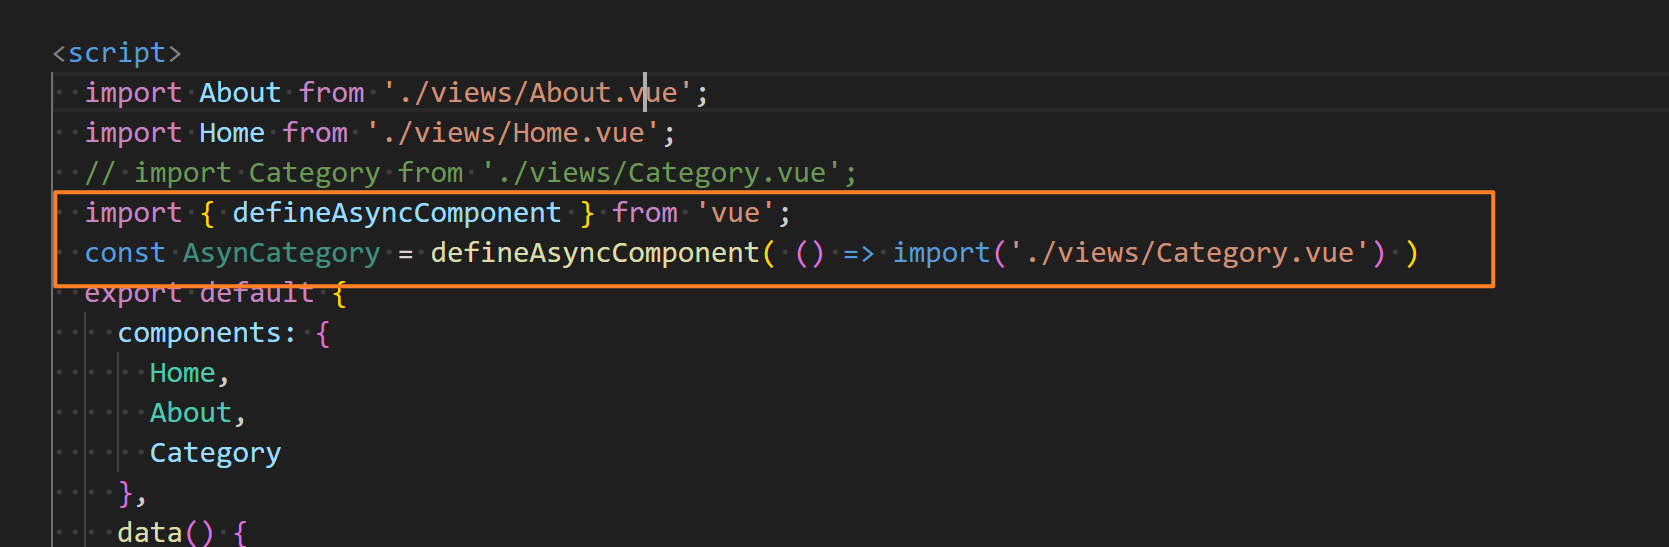 <script>
import About from './views/About.vue';
import Home from './views/Home.vue';
// import Category from './views/Category.vue';
import { defineAsyncComponent } from 'vue';
const AsynCategory = defineAsyncComponent( () => import('./views/Category.vue') )
export default {
components: {
Home,
About,
Category
},
data() {